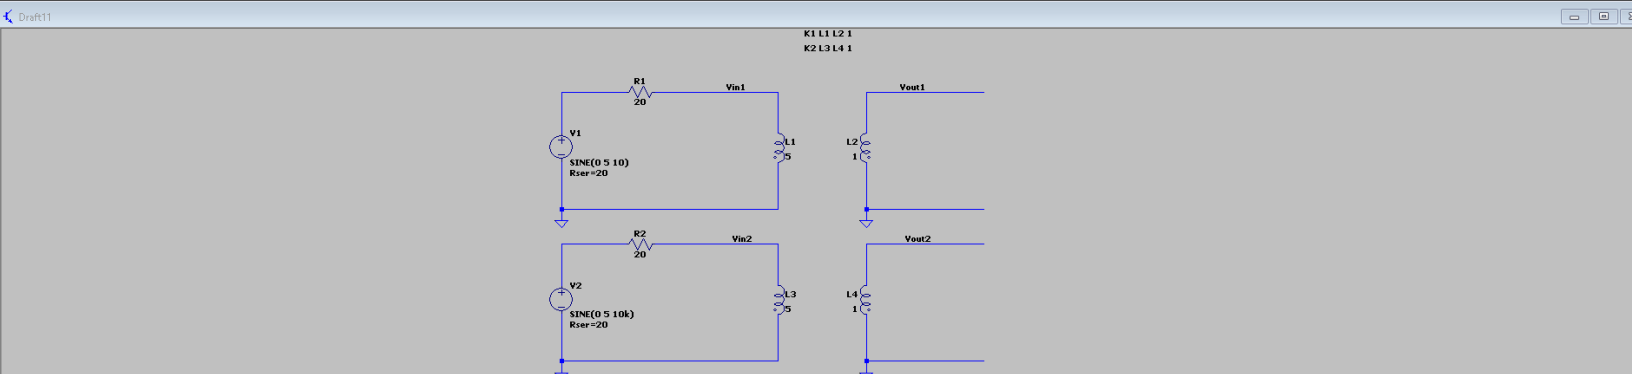 Draft11
K1 L1 L2 1
K2 L3 L4 1
R1
20
Vin1
Vout1
V1
SINE(0 5 10)
Rser=20
L1
5
L2
1
R2
20
Vin2
Vout2
V2
SINE(0 5 10k)
Rser=20
L3
5
L4
1